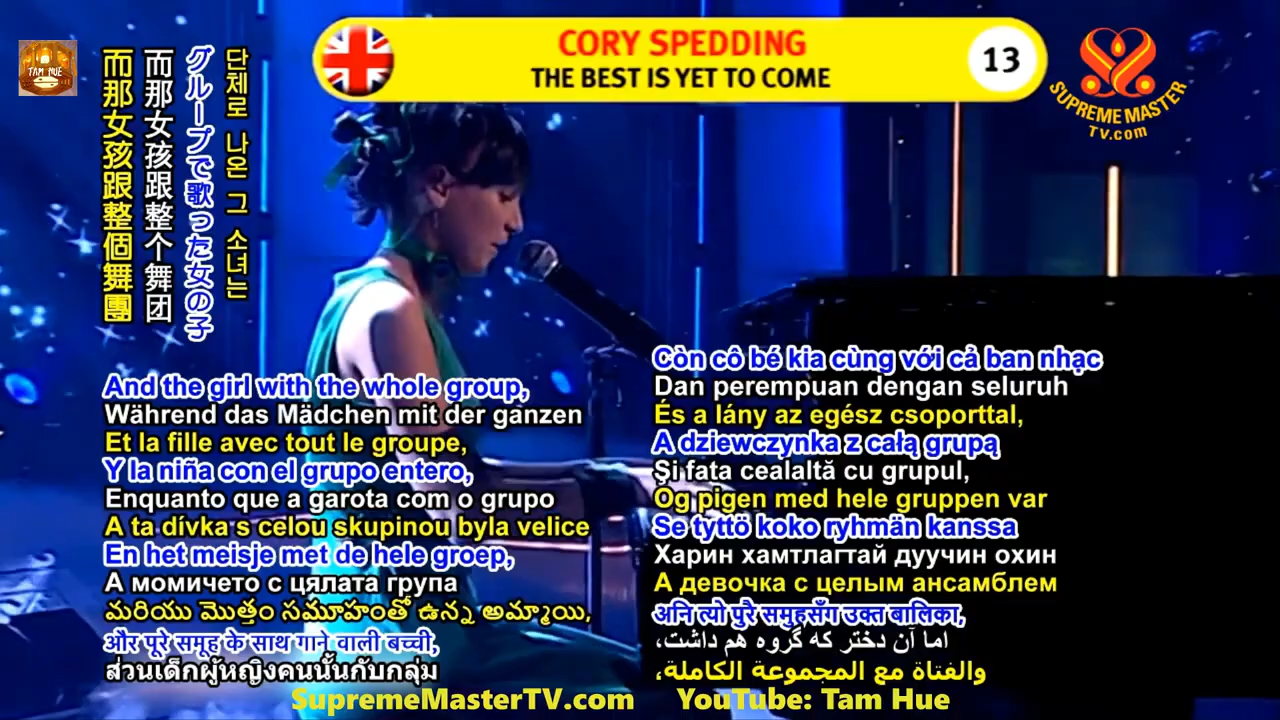 CORY SPEDDING
THE BEST IS YET TO COME
13
TAM HUE
SUPREME MASTER
TV.com
단체로 나온 그 소녀는
グループで歌った女の子
而那女孩跟整个舞团
而那女孩跟整個舞團
And the girl with the whole group,
Während das Mädchen mit der ganzen
Et la fille avec tout le groupe,
Y la niña con el grupo entero,
Enquanto que a garota com o grupo
A ta dívka s celou skupinou byla velice
En het meisje met de hele groep,
А момичето с цялата група
మరియు మొత్తం సమూహంతో ఉన్న అమ్మాయి,
और पूरे समूह के साथ गाने वाली बच्ची,
ส่วนเด็กผู้หญิงคนนั้นกับกลุ่ม
Còn cô bé kia cùng với cả ban nhạc
Dan perempuan dengan seluruh
És a lány az egész csoporttal,
A dziewczynka z całą grupą
Şi fata cealaltă cu grupul,
Og pigen med hele gruppen var
Se tyttö koko ryhmän kanssa
Харин хамтлагтай дуучин охин
А девочка с целым ансамблем
अनि त्यो पुरै समुहसँग उक्त बालिका,
اما آن دختر که گروه هم داشت،
والفتاة مع المجموعة الكاملة،
SupremeMasterTV.com YouTube: Tam Hue